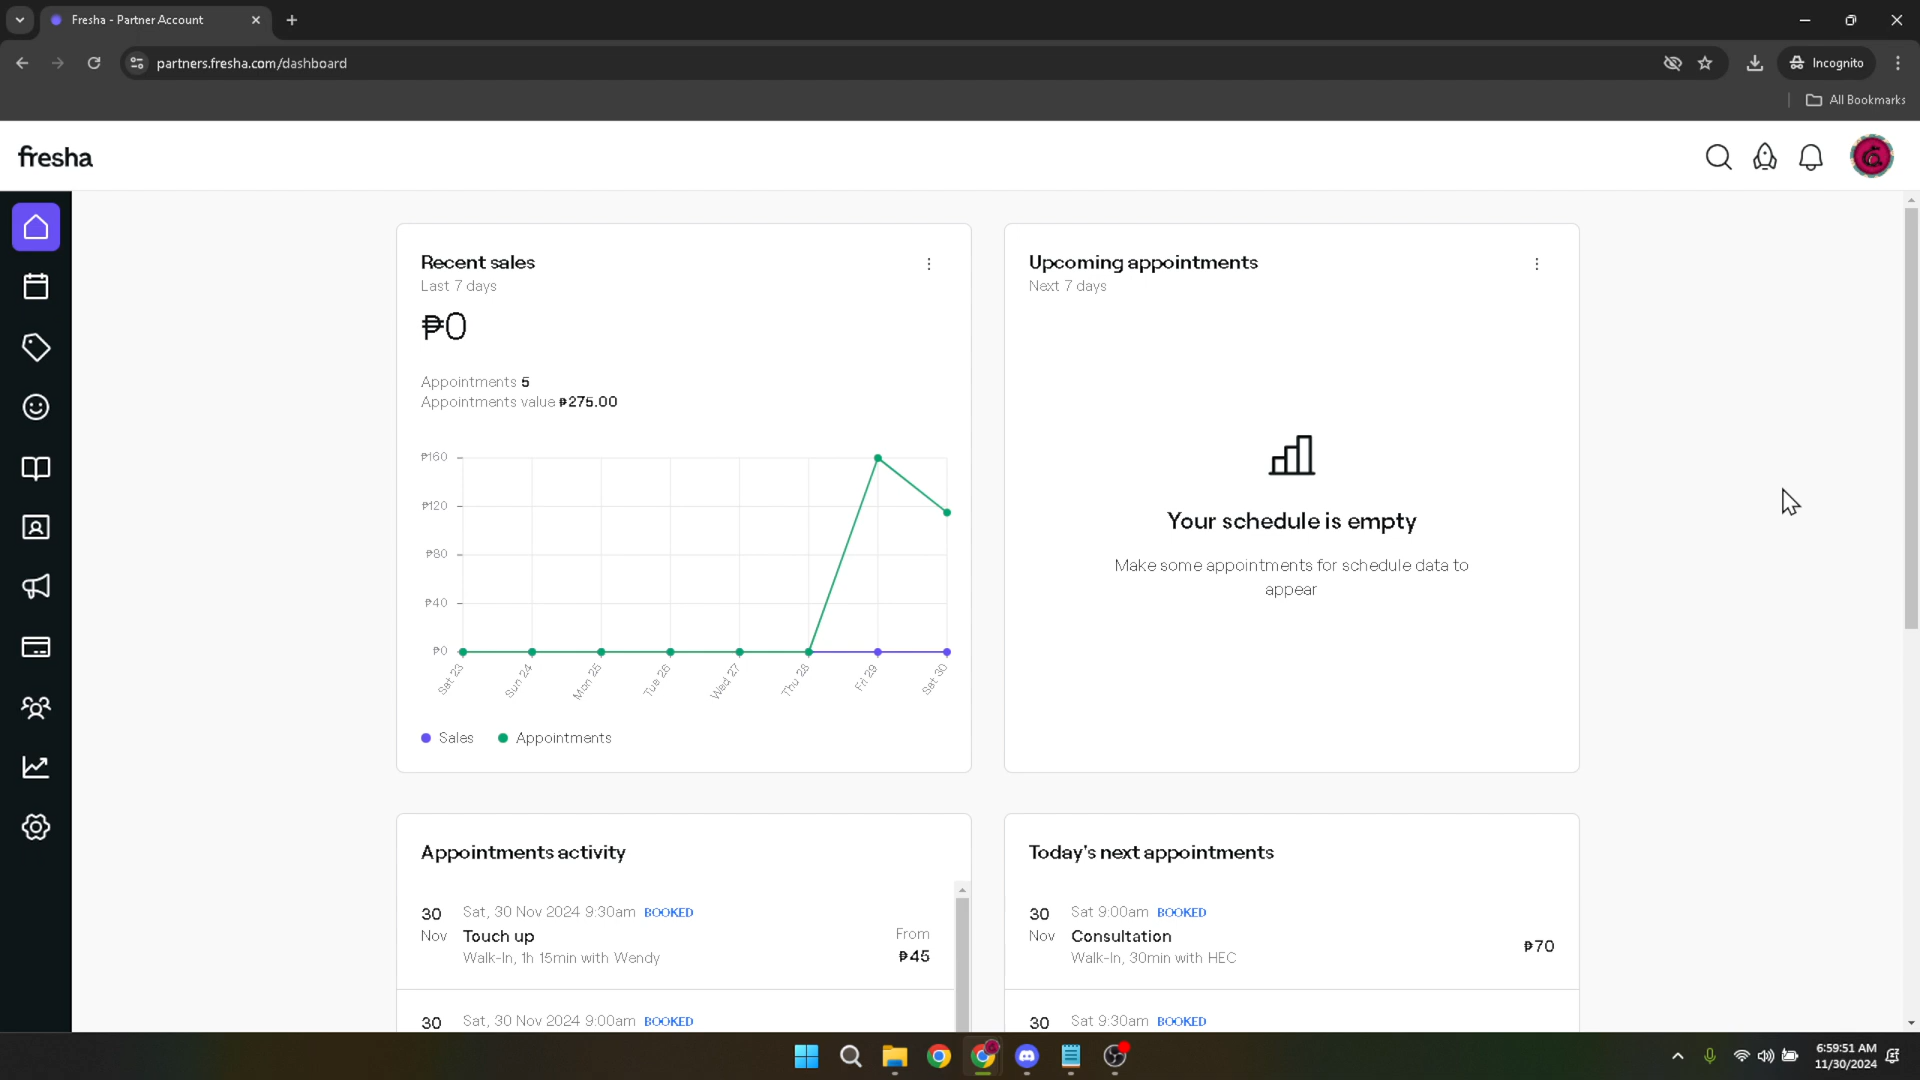 Fresha - Partner Account
partners.fresha.com/dashboard
Incognito
All Bookmarks
fresha
Recent sales
Last 7 days
₱0
Appointments 5
Appointments value ₱275.00
₱160
₱120
₱80
₱40
₱0
Sat 23
Sun 24
Mon 25
Tue 26
Wed 27
Thu 28
Fri 29
Sat 30
Sales
Appointments
Upcoming appointments
Next 7 days
Your schedule is empty
Make some appointments for schedule data to
appear
Appointments activity
30 Nov
Sat, 30 Nov 2024 9:30am BOOKED
Touch up
Walk-In, 1h 15min with Wendy
From
₱45
30
Sat, 30 Nov 2024 9:00am BOOKED
Today's next appointments
30 Nov
Sat 9:00am BOOKED
Consultation
Walk-In, 30min with HEC
₱70
30
Sat 9:30am BOOKED
6:59:51 AM
11/30/2024